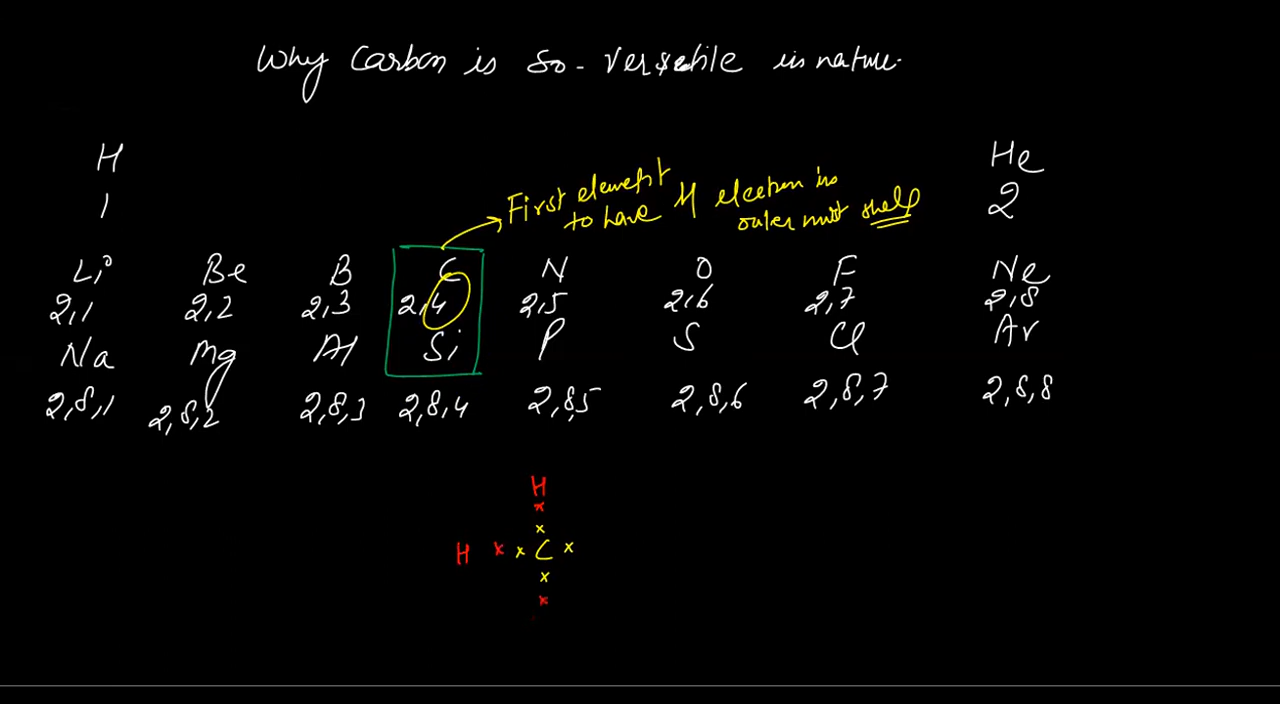 Why Carbon is so-versatile in nature.
H He
1 2
First element
to have 4 electron in
outer must shelf
Li Be B C N O F Ne
2,1 2,2 2,3 2,4 2,5 2,6 2,7 2,8
Na Mg Al Si P S Cl Ar
2,8,1 2,8,2 2,8,3 2,8,4 2,8,5 2,8,6 2,8,7 2,8,8
H
x
x
H x x C x
x
x